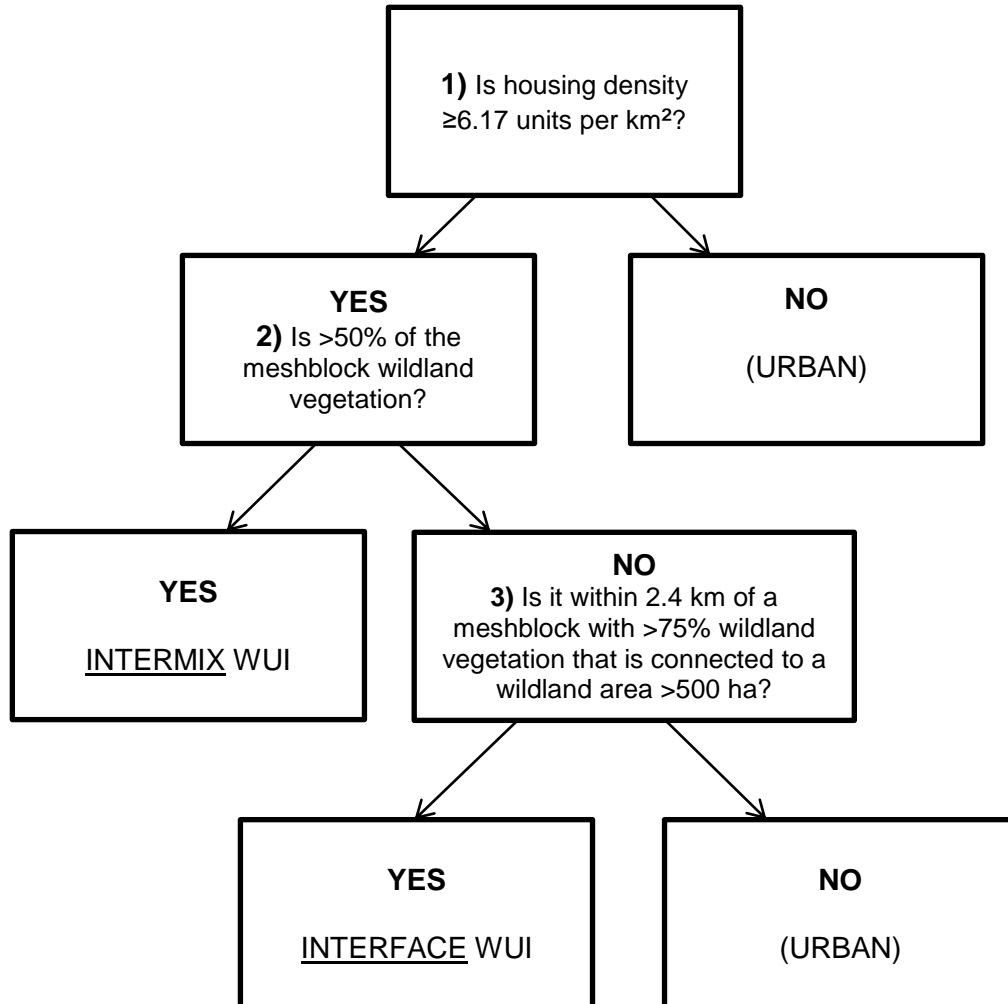 1) Is housing density
≥6.17 units per km²?
YES
2) Is >50% of the
meshblock wildland
vegetation?
NO
(URBAN)
YES
INTERMIX WUI
NO
3) Is it within 2.4 km of a
meshblock with >75% wildland
vegetation that is connected to a
wildland area >500 ha?
YES
INTERFACE WUI
NO
(URBAN)